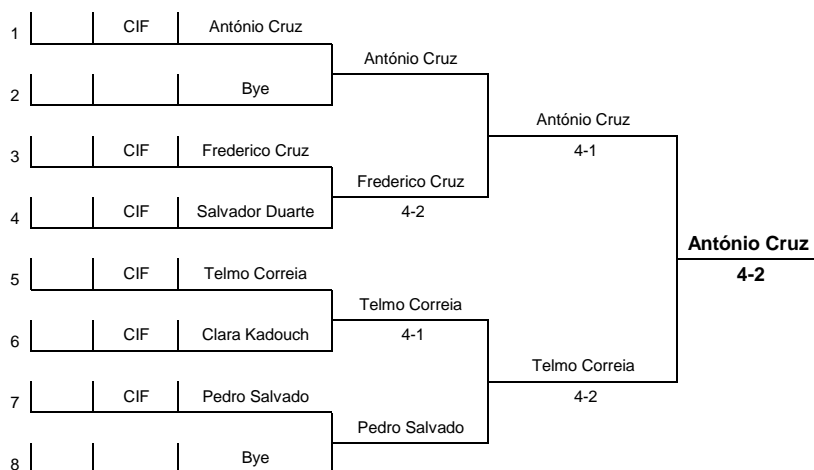 1 CIF António Cruz
António Cruz
2 Bye
António Cruz
4-1
3 CIF Frederico Cruz
Frederico Cruz
4-2
4 CIF Salvador Duarte
António Cruz
4-2
5 CIF Telmo Correia
Telmo Correia
4-1
6 CIF Clara Kadouch
Telmo Correia
4-2
7 CIF Pedro Salvado
Pedro Salvado
8 Bye